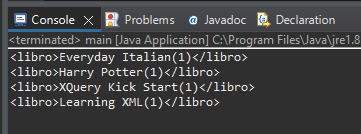 Console Problems Javadoc Declaration
<terminated> main [Java Application] C:\Program Files\Java\jre1.8
<libro>Everyday Italian(1)</libro>
<libro>Harry Potter(1)</libro>
<libro>XQuery Kick Start(1)</libro>
<libro>Learning XML(1)</libro>